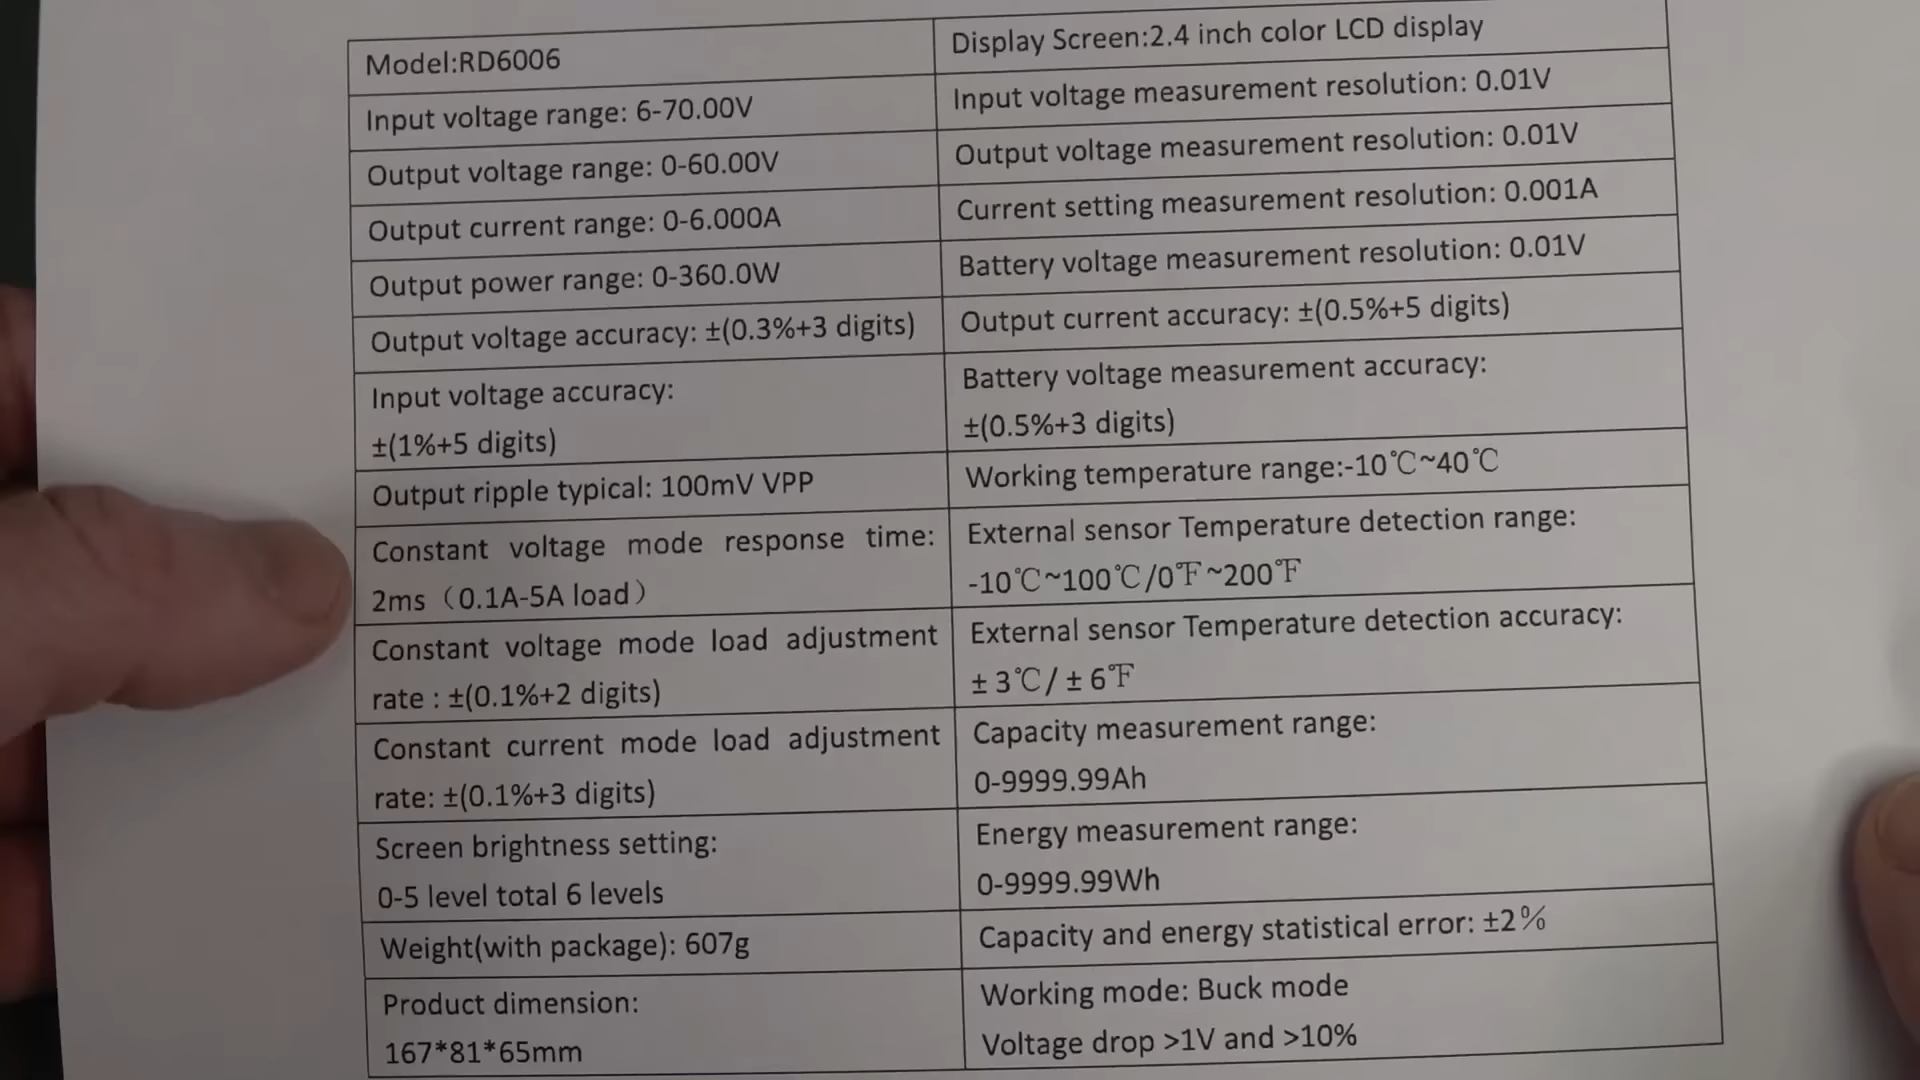 Model:RD6006
Display Screen:2.4 inch color LCD display
Input voltage range: 6-70.00V
Input voltage measurement resolution: 0.01V
Output voltage range: 0-60.00V
Output voltage measurement resolution: 0.01V
Output current range: 0-6.000A
Current setting measurement resolution: 0.001A
Output power range: 0-360.0W
Battery voltage measurement resolution: 0.01V
Output voltage accuracy: ±(0.3%+3 digits)
Output current accuracy: ±(0.5%+5 digits)
Input voltage accuracy:
±(1%+5 digits)
Battery voltage measurement accuracy:
±(0.5%+3 digits)
Output ripple typical: 100mV VPP
Working temperature range:-10℃~40℃
Constant voltage mode response time:
2ms（0.1A-5A load）
External sensor Temperature detection range:
-10℃~100℃/0℉~200℉
Constant voltage mode load adjustment
rate : ±(0.1%+2 digits)
External sensor Temperature detection accuracy:
± 3℃/ ± 6℉
Constant current mode load adjustment
rate: ±(0.1%+3 digits)
Capacity measurement range:
0-9999.99Ah
Screen brightness setting:
0-5 level total 6 levels
Energy measurement range:
0-9999.99Wh
Weight(with package): 607g
Capacity and energy statistical error: ±2％
Product dimension:
167*81*65mm
Working mode: Buck mode
Voltage drop >1V and >10%